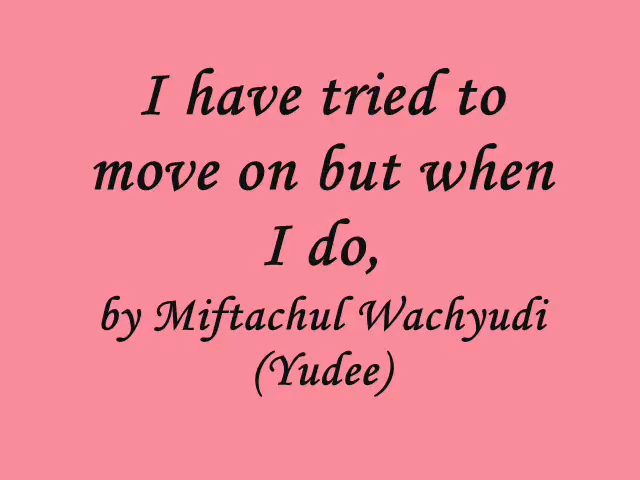 I have tried to
move on but when
I do,
by Miftachul Wachyudi
(Yudee)